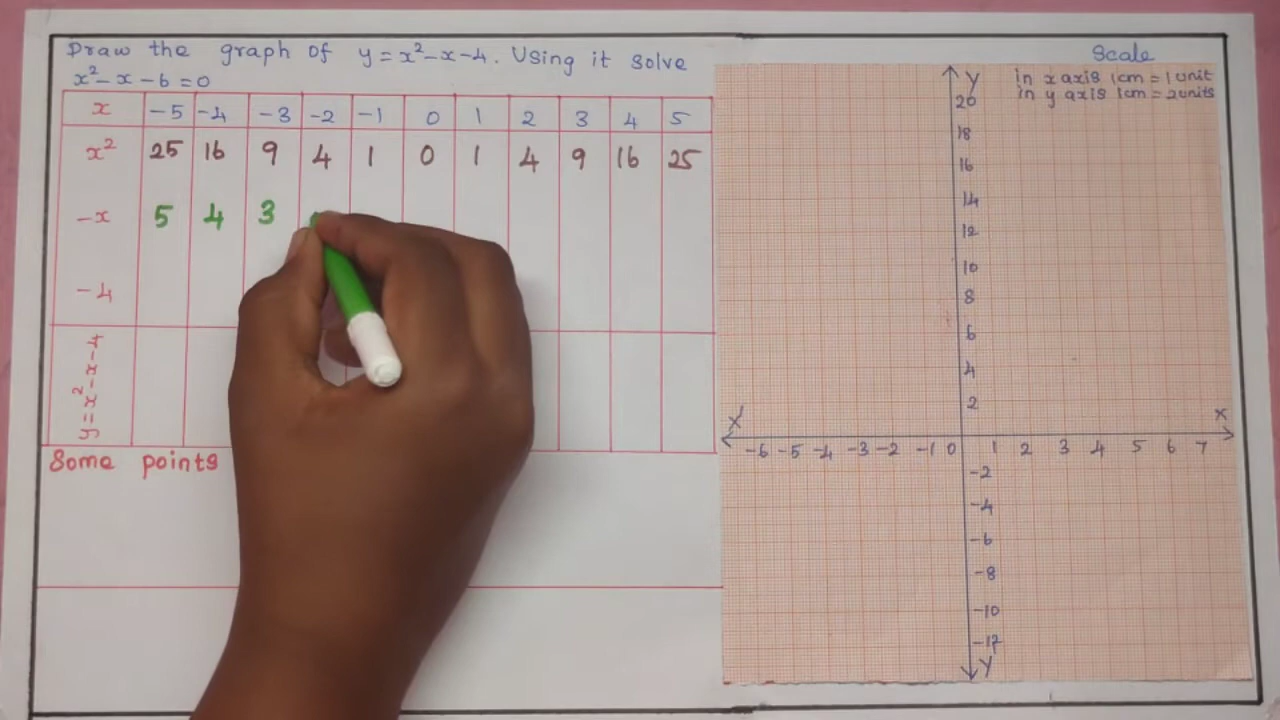 Draw the graph of y = x² - x - 4. Using it solve
x² - x - 6 = 0
x -5 -4 -3 -2 -1 0 1 2 3 4 5
x² 25 16 9 4 1 0 1 4 9 16 25
-x 5 4 3
-4
y = x² - x - 4
Some points
Scale
in x axis 1cm = 1 unit
in y axis 1cm = 2 units
Y
20
18
16
14
12
10
8
6
4
2
X' x
-6 -5 -4 -3 -2 -1 0 1 2 3 4 5 6 7
-2
-4
-6
-8
-10
-12
Y'